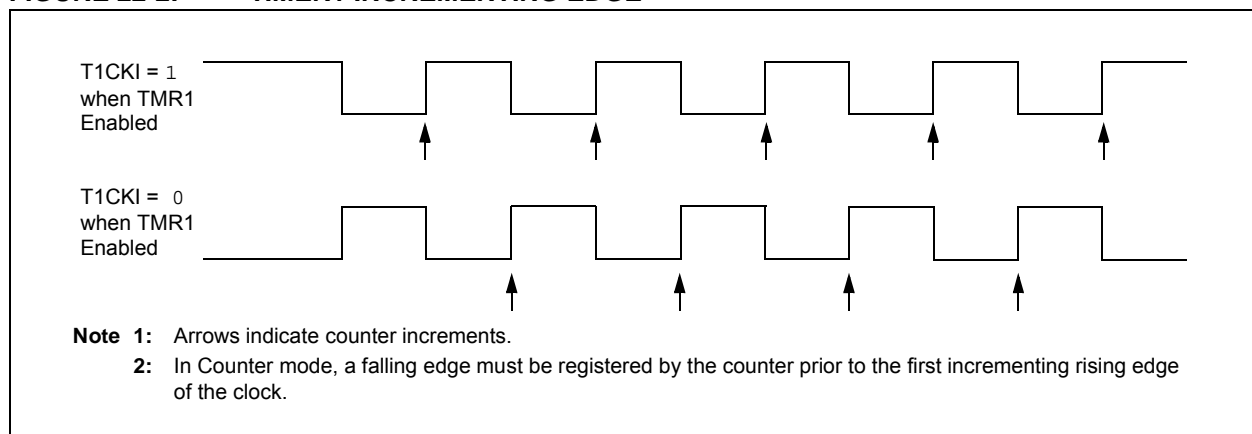 T1CKI = 1
when TMR1
Enabled
T1CKI = 0
when TMR1
Enabled
Note 1: Arrows indicate counter increments.
2: In Counter mode, a falling edge must be registered by the counter prior to the first incrementing rising edge
of the clock.